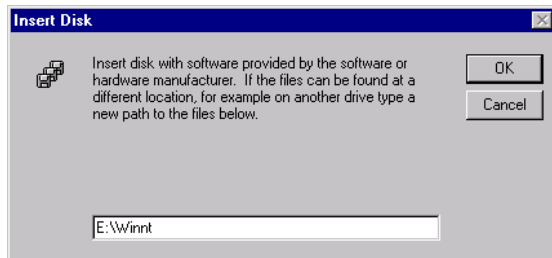 Insert Disk
Insert disk with software provided by the software or
hardware manufacturer. If the files can be found at a
different location, for example on another drive type a
new path to the files below.
OK
Cancel
E:\Winnt